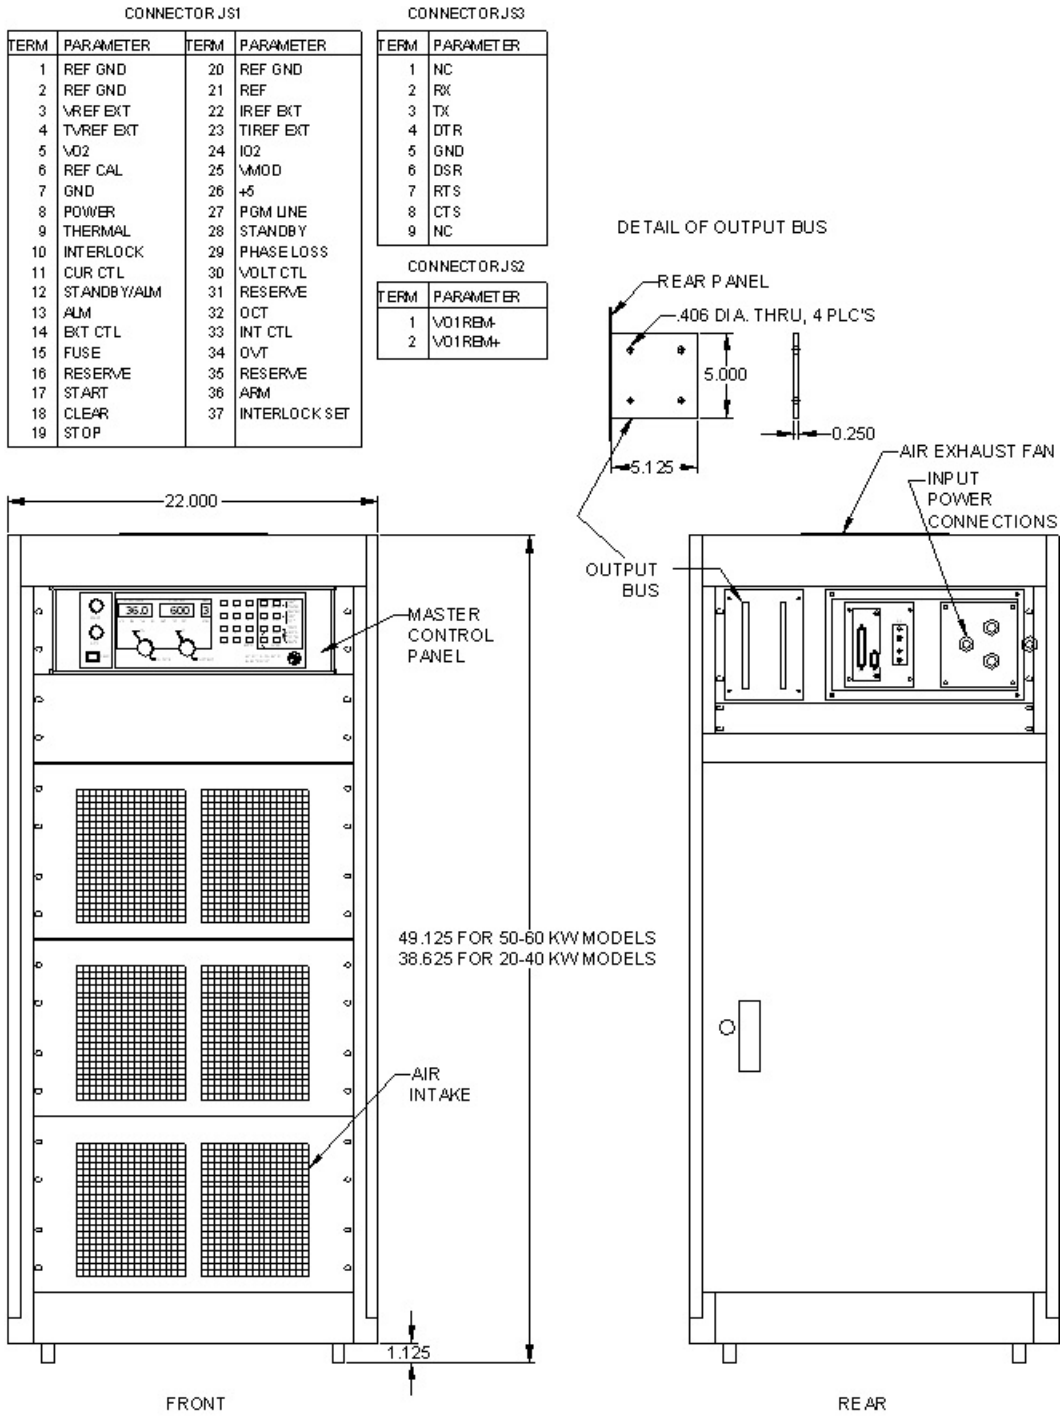 CONNECTOR JS1
TERM PARAMETER TERM PARAMETER
1 REF GND 20 REF GND
2 REF GND 21 REF
3 VREF EXT 22 IREF EXT
4 TVREF EXT 23 TIREF EXT
5 VO2 24 IO2
6 REF CAL 25 VMOD
7 GND 26 +5
8 POWER 27 PGM LINE
9 THERMAL 28 STANDBY
10 INTERLOCK 29 PHASE LOSS
11 CUR CTL 30 VOLT CTL
12 STANDBY/ALM 31 RESERVE
13 ALM 32 OCT
14 EXT CTL 33 INT CTL
15 FUSE 34 OVT
16 RESERVE 35 RESERVE
17 START 36 ARM
18 CLEAR 37 INTERLOCK SET
19 STOP
CONNECTOR JS3
TERM PARAMETER
1 NC
2 RX
3 TX
4 DTR
5 GND
6 DSR
7 RTS
8 CTS
9 NC
CONNECTOR JS2
TERM PARAMETER
1 VO1 REM-
2 VO1 REM+
DETAIL OF OUTPUT BUS
REAR PANEL
.406 DIA. THRU, 4 PLC'S
5.000
0.250
5.125
AIR EXHAUST FAN
INPUT
POWER
CONNECTIONS
OUTPUT
BUS
22.000
36.0 600 3
MASTER
CONTROL
PANEL
49.125 FOR 50-60 KW MODELS
38.625 FOR 20-40 KW MODELS
AIR
INTAKE
1.125
FRONT
REAR